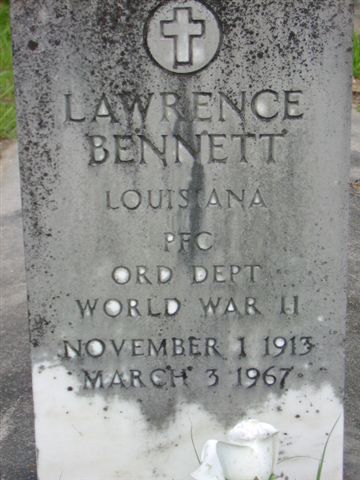 LAWRENCE
BENNETT
LOUISIANA
PFC
ORD DEPT
WORLD WAR II
NOVEMBER 1 1913
MARCH 3 1967